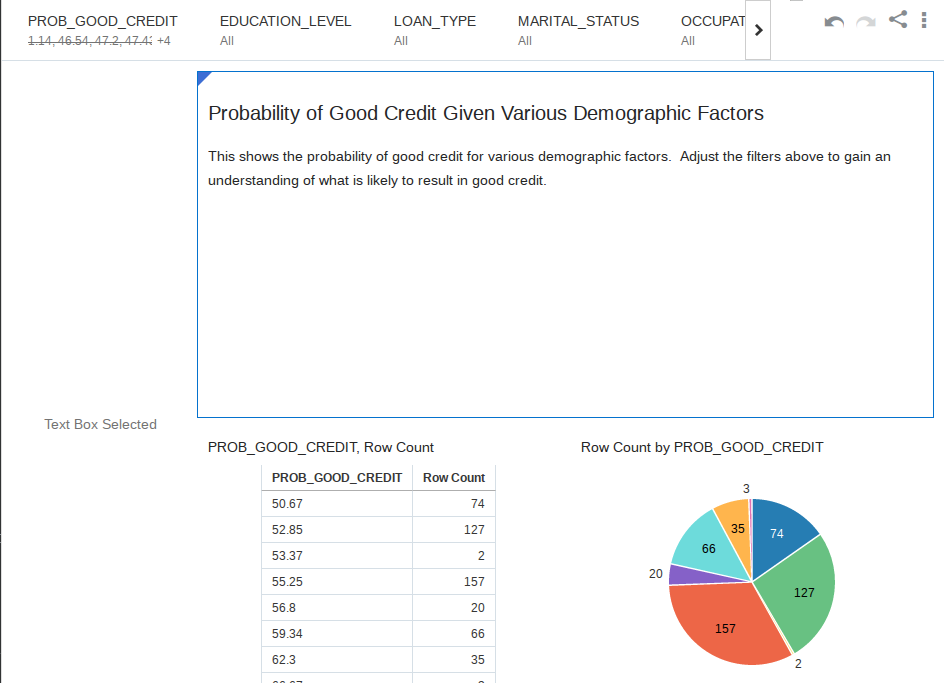 PROB_GOOD_CREDIT EDUCATION_LEVEL LOAN_TYPE MARITAL_STATUS OCCUPAT
1.14, 46.54, 47.2, 47.4 +4 All All All All
Probability of Good Credit Given Various Demographic Factors
This shows the probability of good credit for various demographic factors.  Adjust the filters above to gain an
understanding of what is likely to result in good credit.
Text Box Selected
PROB_GOOD_CREDIT, Row Count
PROB_GOOD_CREDIT Row Count
50.67 74
52.85 127
53.37 2
55.25 157
56.8 20
59.34 66
62.3 35
Row Count by PROB_GOOD_CREDIT
3
35
74
66
20
127
157
2